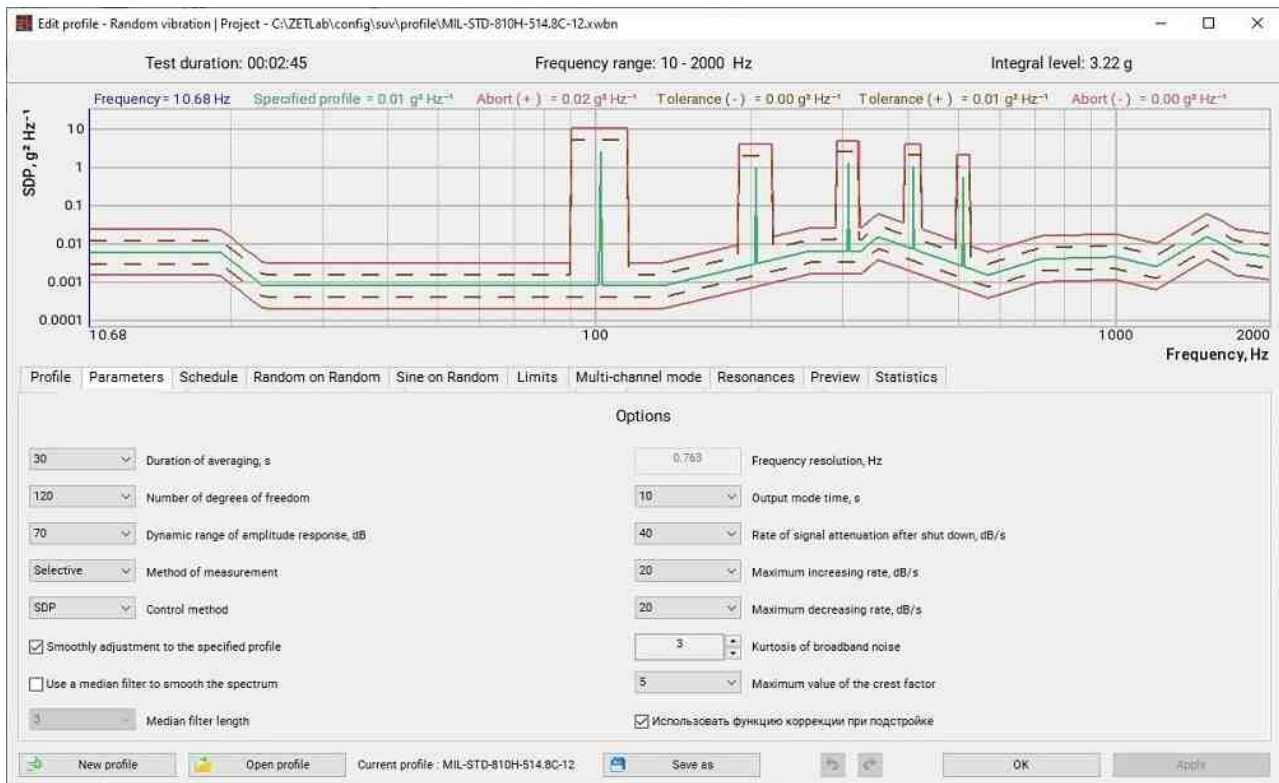 Edit profile - Random vibration | Project - C:\ZETLab\config\suv\profile\MIL-STD-810H-514.8C-12.xwbn
Test duration: 00:02:45 Frequency range: 10 - 2000 Hz Integral level: 3.22 g
Frequency = 10.68 Hz Specified profile = 0.01 g² Hz⁻¹ Abort ( + ) = 0.02 g² Hz⁻¹ Tolerance ( - ) = 0.00 g² Hz⁻¹ Tolerance ( + ) = 0.01 g² Hz⁻¹ Abort ( - ) = 0.00 g² Hz⁻¹
SDP, g² Hz⁻¹
10
1
0.1
0.01
0.001
0.0001
10.68 100 1000 2000
Frequency, Hz
Profile Parameters Schedule Random on Random Sine on Random Limits Multi-channel mode Resonances Preview Statistics
Options
30 Duration of averaging, s 0.763 Frequency resolution, Hz
120 Number of degrees of freedom 10 Output mode time, s
70 Dynamic range of amplitude response, dB 40 Rate of signal attenuation after shut down, dB/s
Selective Method of measurement 20 Maximum increasing rate, dB/s
SDP Control method 20 Maximum decreasing rate, dB/s
Smoothly adjustment to the specified profile 3 Kurtosis of broadband noise
Use a median filter to smooth the spectrum 5 Maximum value of the crest factor
3 Median filter length Использовать функцию коррекции при подстройке
New profile Open profile Current profile : MIL-STD-810H-514.8C-12 Save as OK Apply